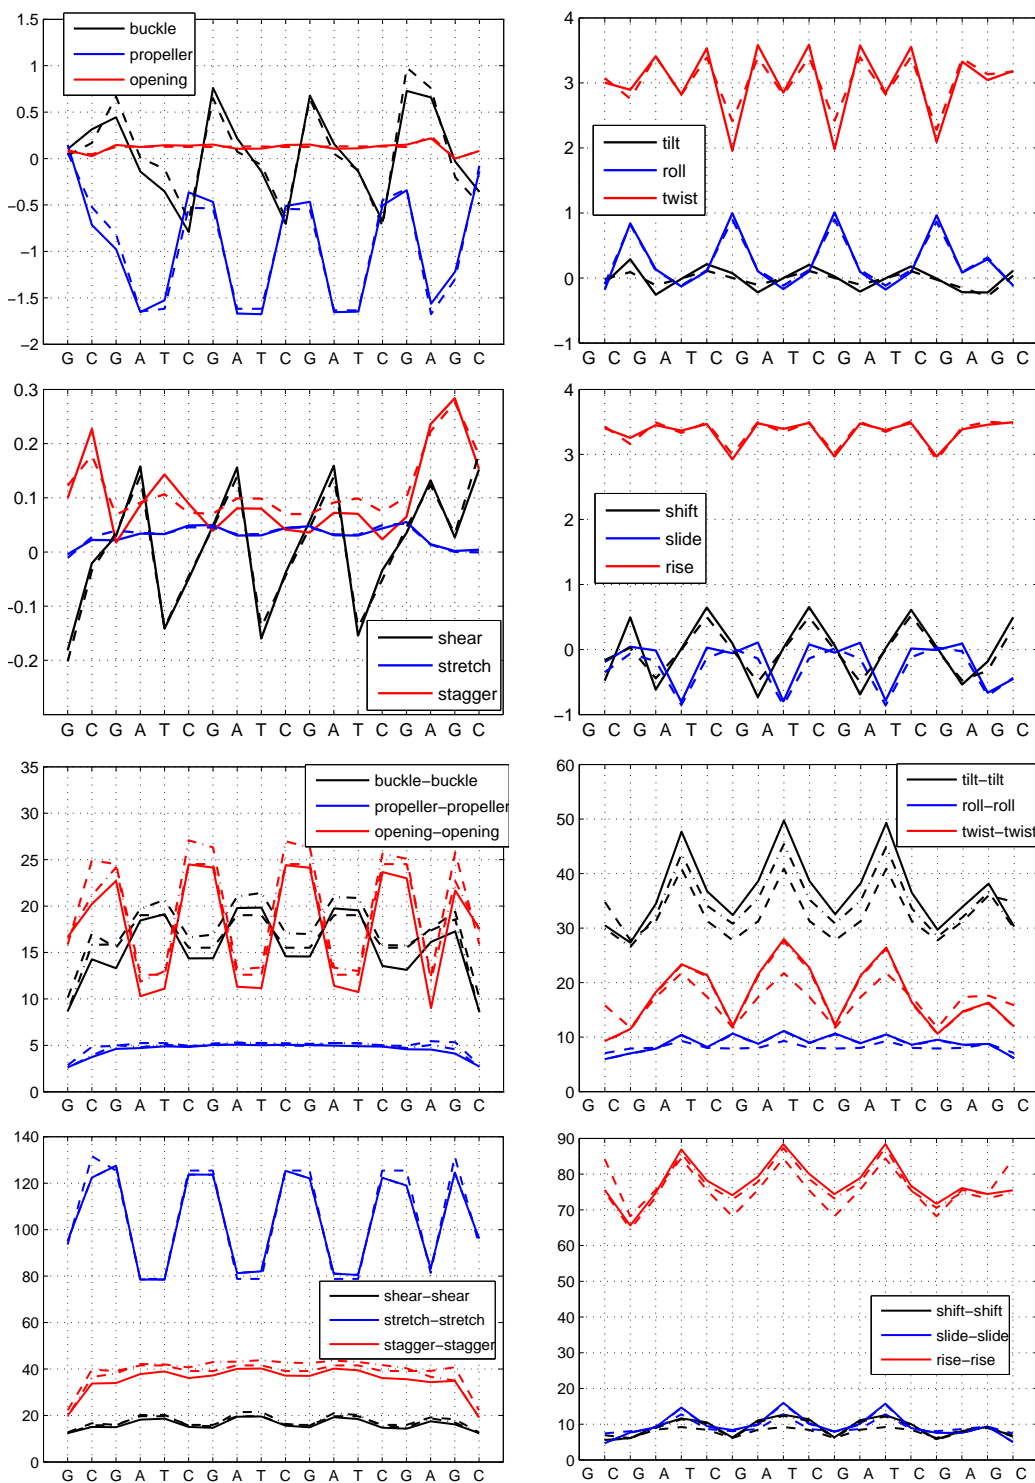 1.5
1
0.5
0
−0.5
−1
−1.5
−2
buckle
propeller
opening
G C G A T C G A T C G A T C G A G C
4
3
2
1
0
−1
tilt
roll
twist
G C G A T C G A T C G A T C G A G C
0.3
0.2
0.1
0
-0.1
-0.2
shear
stretch
stagger
G C G A T C G A T C G A T C G A G C
4
3
2
1
0
−1
shift
slide
rise
G C G A T C G A T C G A T C G A G C
35
30
25
20
15
10
5
0
buckle−buckle
propeller−propeller
opening−opening
G C G A T C G A T C G A T C G A G C
60
50
40
30
20
10
0
tilt−tilt
roll−roll
twist−twist
G C G A T C G A T C G A T C G A G C
140
120
100
80
60
40
20
0
shear−shear
stretch−stretch
stagger−stagger
G C G A T C G A T C G A T C G A G C
90
80
70
60
50
40
30
20
10
0
shift−shift
slide−slide
rise−rise
G C G A T C G A T C G A T C G A G C